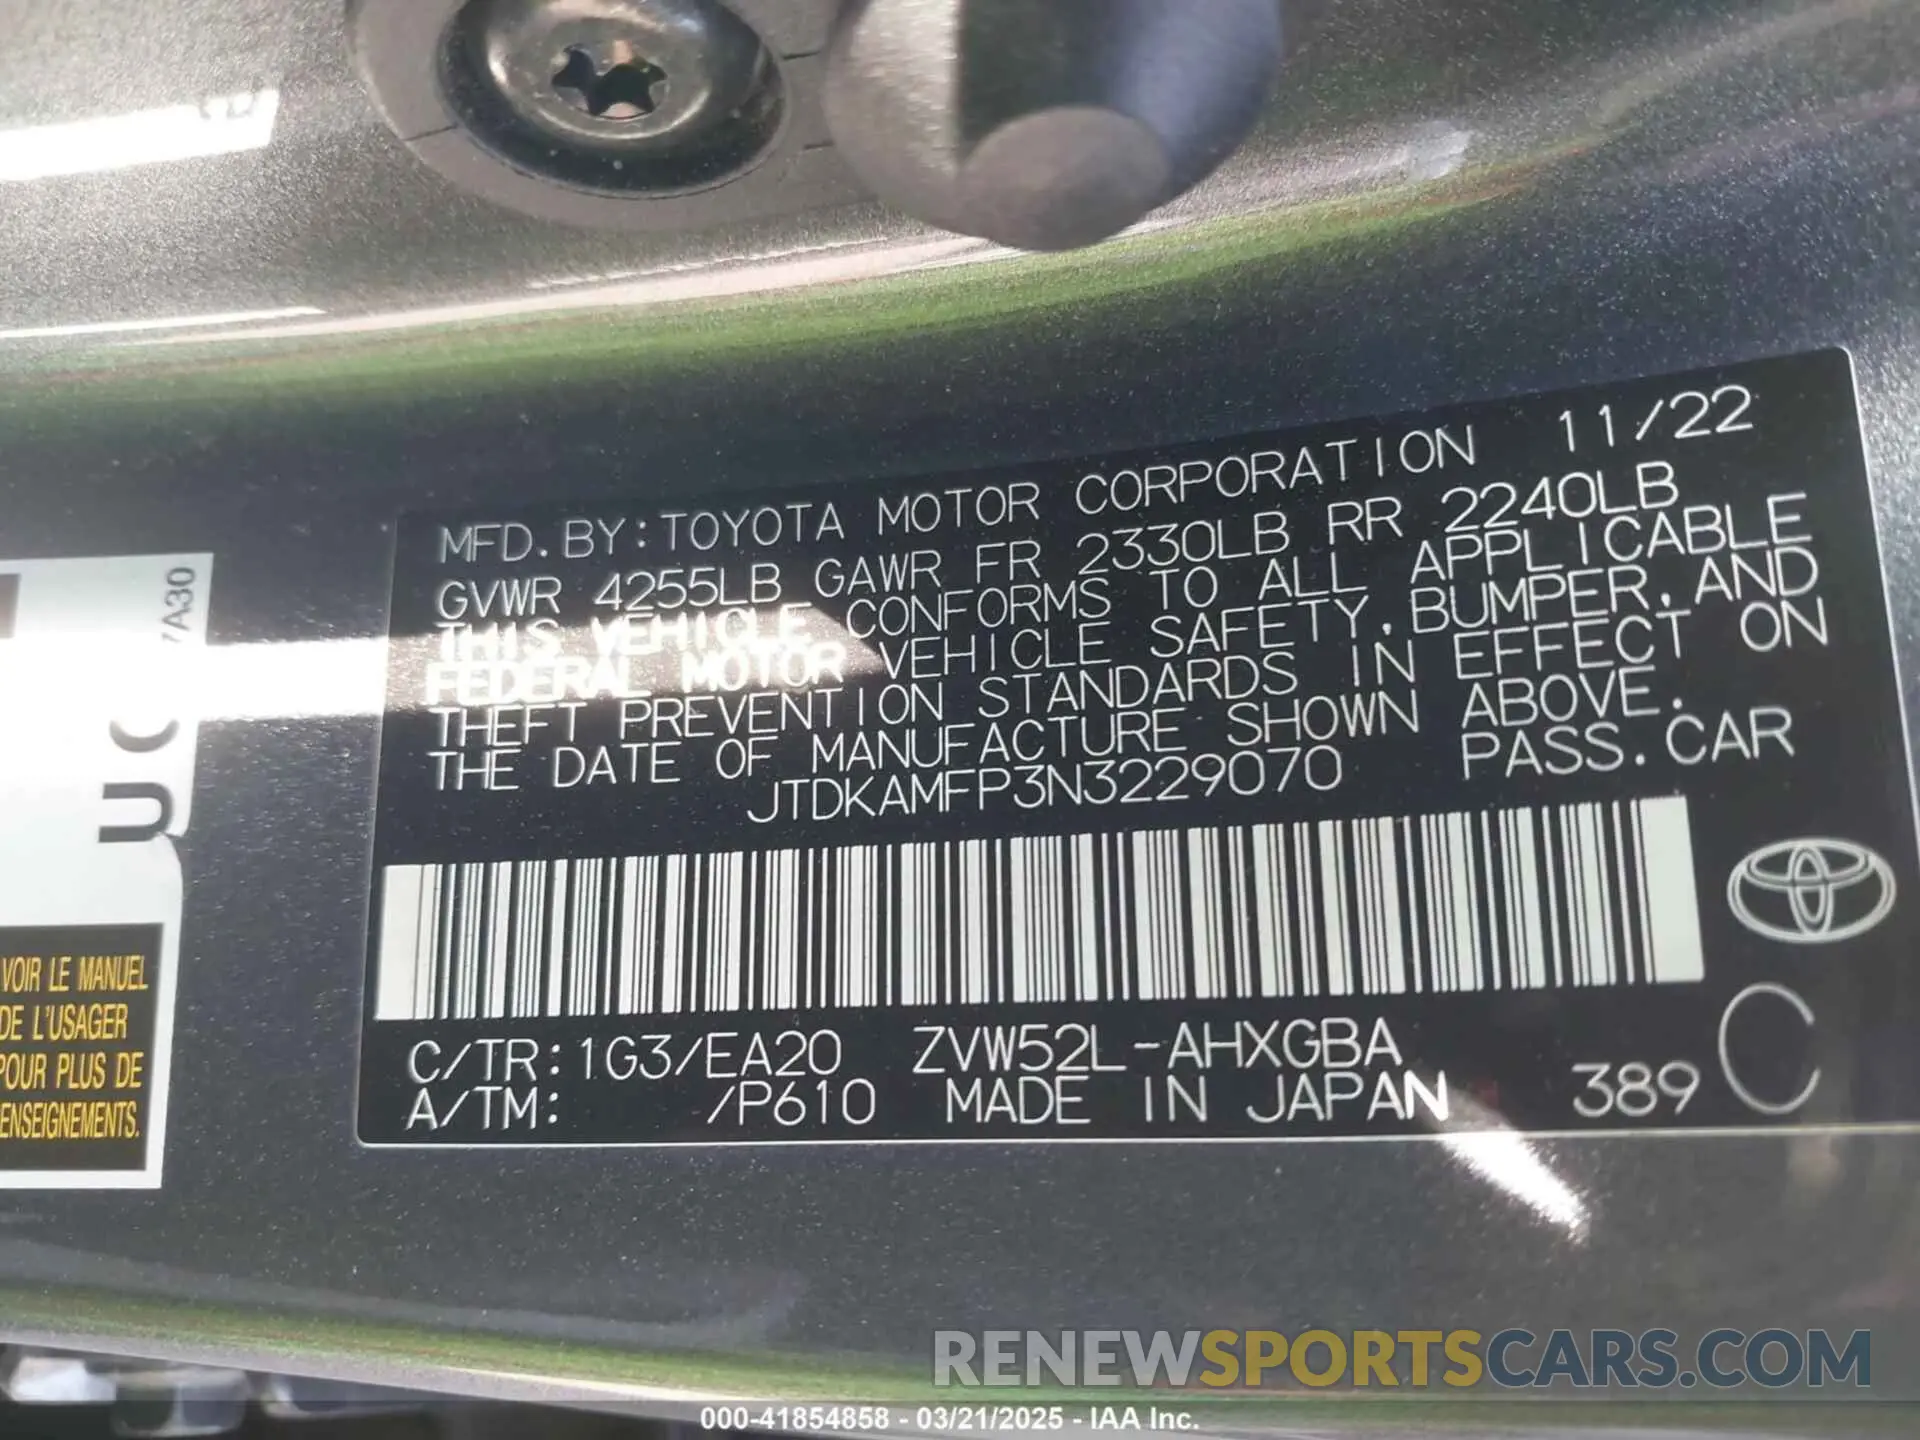 MFD. BY: TOYOTA MOTOR CORPORATION 11/22
GVWR 4255LB GAWR FR 2330LB RR 2240LB
THIS VEHICLE CONFORMS TO ALL APPLICABLE
FEDERAL MOTOR VEHICLE SAFETY, BUMPER, AND
THEFT PREVENTION STANDARDS IN EFFECT ON
THE DATE OF MANUFACTURE SHOWN ABOVE.
JTDKAMFP3N3229070 PASS. CAR
C/TR: 1G3/EA20 ZVW52L-AHXGBA
A/TM: /P610 MADE IN JAPAN 389 C
7A30
UC
VOIR LE MANUEL
DE L'USAGER
POUR PLUS DE
ENSEIGNEMENTS.
RENEWSPORTSCARS.COM
000-41854858 - 03/21/2025 - IAA Inc.